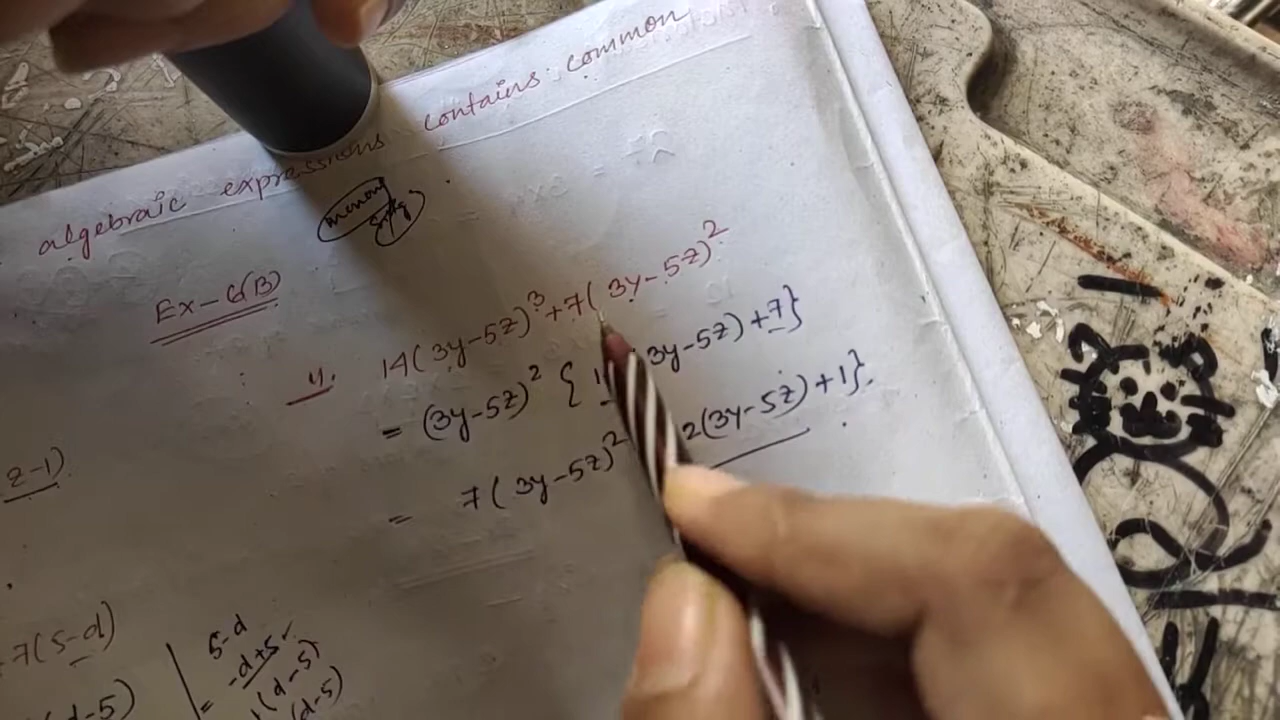 algebraic expressions contains common
Ex-6(B)
4. 14(3y-5z)³+7(3y-5z)²
= (3y-5z)² { 3y-5z)+7}
= 7(3y-5z)² 2(3y-5z)+1}.
z-1).
7(5-d)
d-5)
5-d
= -d+5
(d-5)
(d-5)